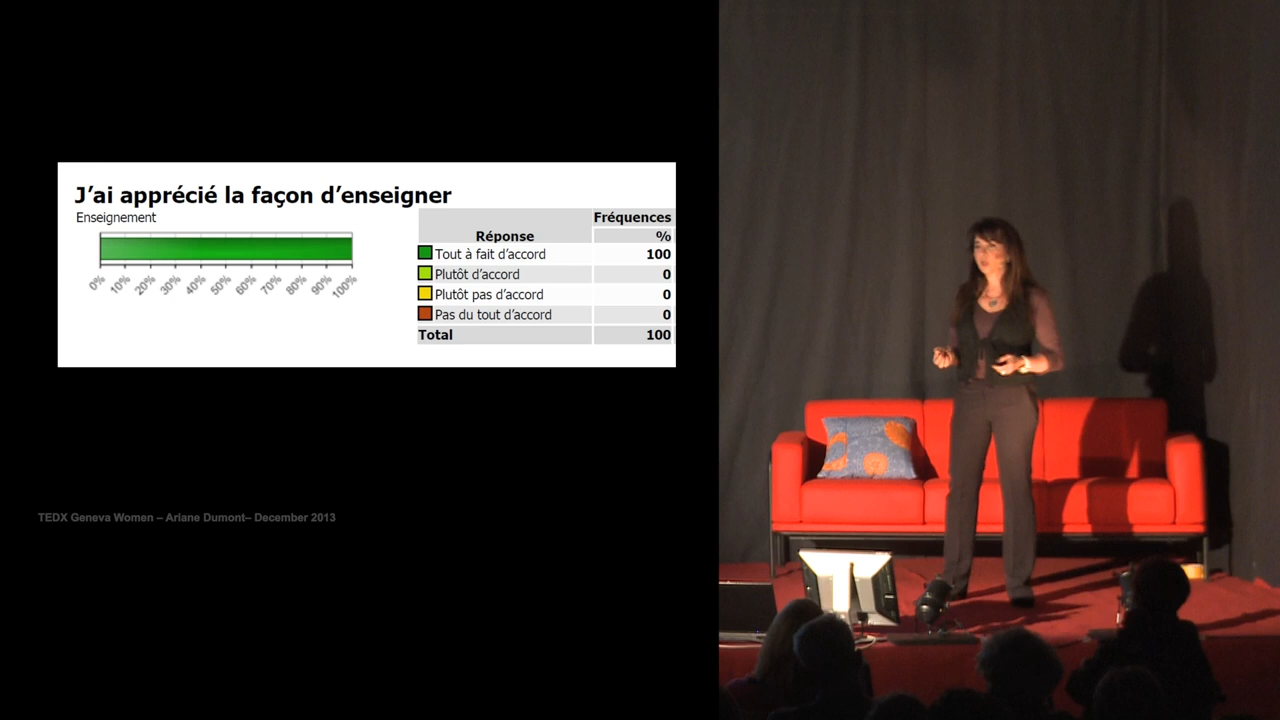 J’ai apprécié la façon d’enseigner
Enseignement
0% 10% 20% 30% 40% 50% 60% 70% 80% 90% 100%
Fréquences
Réponse %
Tout à fait d’accord 100
Plutôt d’accord 0
Plutôt pas d’accord 0
Pas du tout d’accord 0
Total 100
TEDX Geneva Women – Ariane Dumont– December 2013